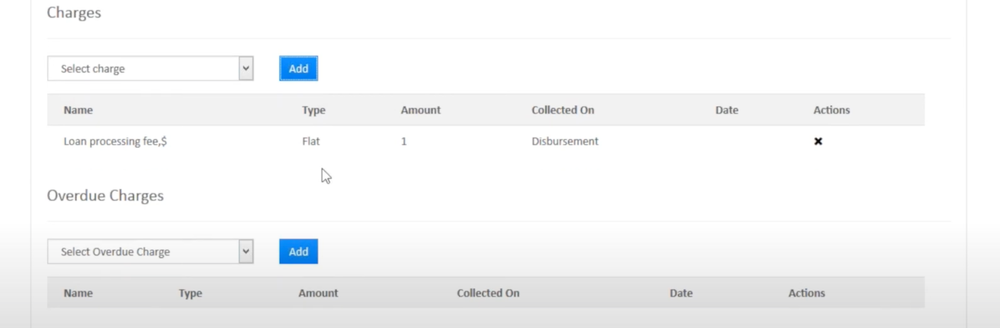 Charges
Select charge Add
Name Type Amount Collected On Date Actions
Loan processing fee,$ Flat 1 Disbursement
Overdue Charges
Select Overdue Charge Add
Name Type Amount Collected On Date Actions